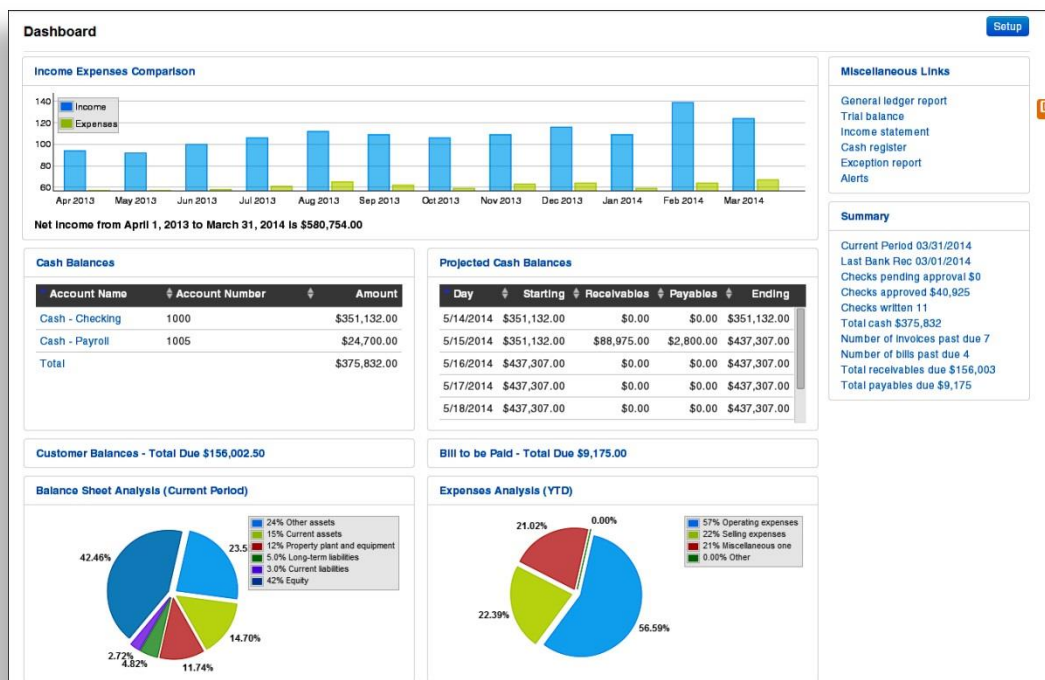 Dashboard
Setup
Income Expenses Comparison
140
120
100
80
60
Income
Expenses
Apr 2013 May 2013 Jun 2013 Jul 2013 Aug 2013 Sep 2013 Oct 2013 Nov 2013 Dec 2013 Jan 2014 Feb 2014 Mar 2014
Net Income from April 1, 2013 to March 31, 2014 is $580,754.00
Miscellaneous Links
General ledger report
Trial balance
Income statement
Cash register
Exception report
Alerts
Summary
Current Period 03/31/2014
Last Bank Rec 03/01/2014
Checks pending approval $0
Checks approved $40,925
Checks written 11
Total cash $375,832
Number of invoices past due 7
Number of bills past due 4
Total receivables due $156,003
Total payables due $9,175
Cash Balances
Account Name Account Number Amount
Cash - Checking 1000 $351,132.00
Cash - Payroll 1005 $24,700.00
Total $375,832.00
Projected Cash Balances
Day Starting Receivables Payables Ending
5/14/2014 $351,132.00 $0.00 $0.00 $351,132.00
5/15/2014 $351,132.00 $88,975.00 $2,800.00 $437,307.00
5/16/2014 $437,307.00 $0.00 $0.00 $437,307.00
5/17/2014 $437,307.00 $0.00 $0.00 $437,307.00
5/18/2014 $437,307.00 $0.00 $0.00 $437,307.00
Customer Balances - Total Due $156,002.50
Bill to be Paid - Total Due $9,175.00
Balance Sheet Analysis (Current Period)
24% Other assets
15% Current assets
12% Property plant and equipment
5.0% Long-term liabilities
3.0% Current liabilities
42% Equity
42.46%
23.5
14.70%
11.74%
4.82%
2.72%
Expenses Analysis (YTD)
57% Operating expenses
22% Selling expenses
21% Miscellaneous one
0.00% Other
0.00%
21.02%
22.39%
56.59%